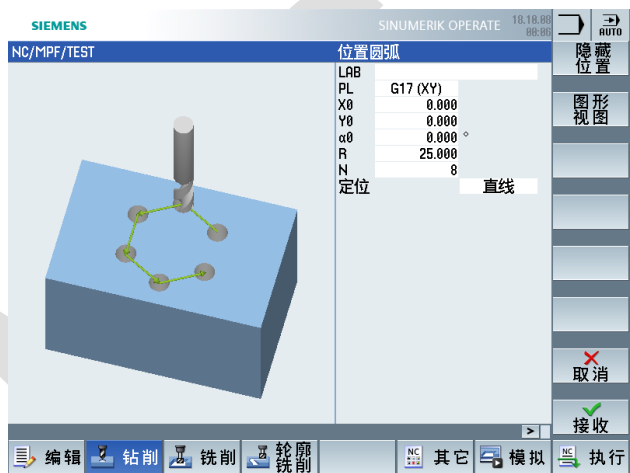 SIEMENS
SINUMERIK OPERATE
AUTO
NC/MPF/TEST
位置圆弧
LAB
PL G17 (XY)
X0 0.000
Y0 0.000
α0 0.000 °
R 25.000
N 8
定位 直线
隐藏
位置
图形
视图
取消
接收
>
编辑
钻削
铣削
轮廓
铣削
NC
其它
模拟
NC
执行